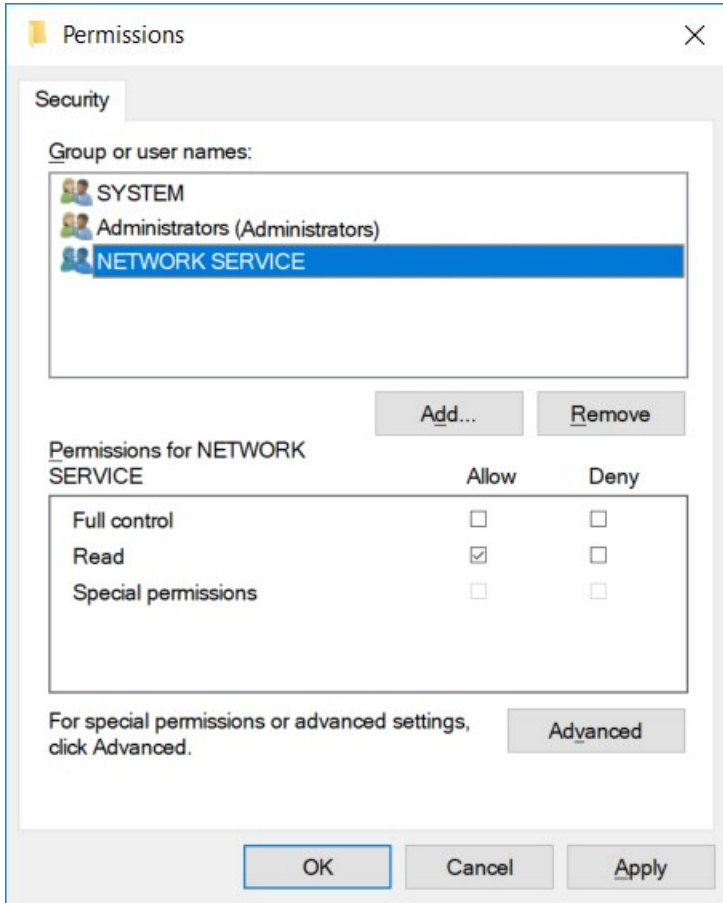 Permissions
Security
Group or user names:
SYSTEM
Administrators (Administrators)
NETWORK SERVICE
Add... Remove
Permissions for NETWORK
SERVICE Allow Deny
Full control
Read
Special permissions
For special permissions or advanced settings,
click Advanced.
Advanced
OK Cancel Apply